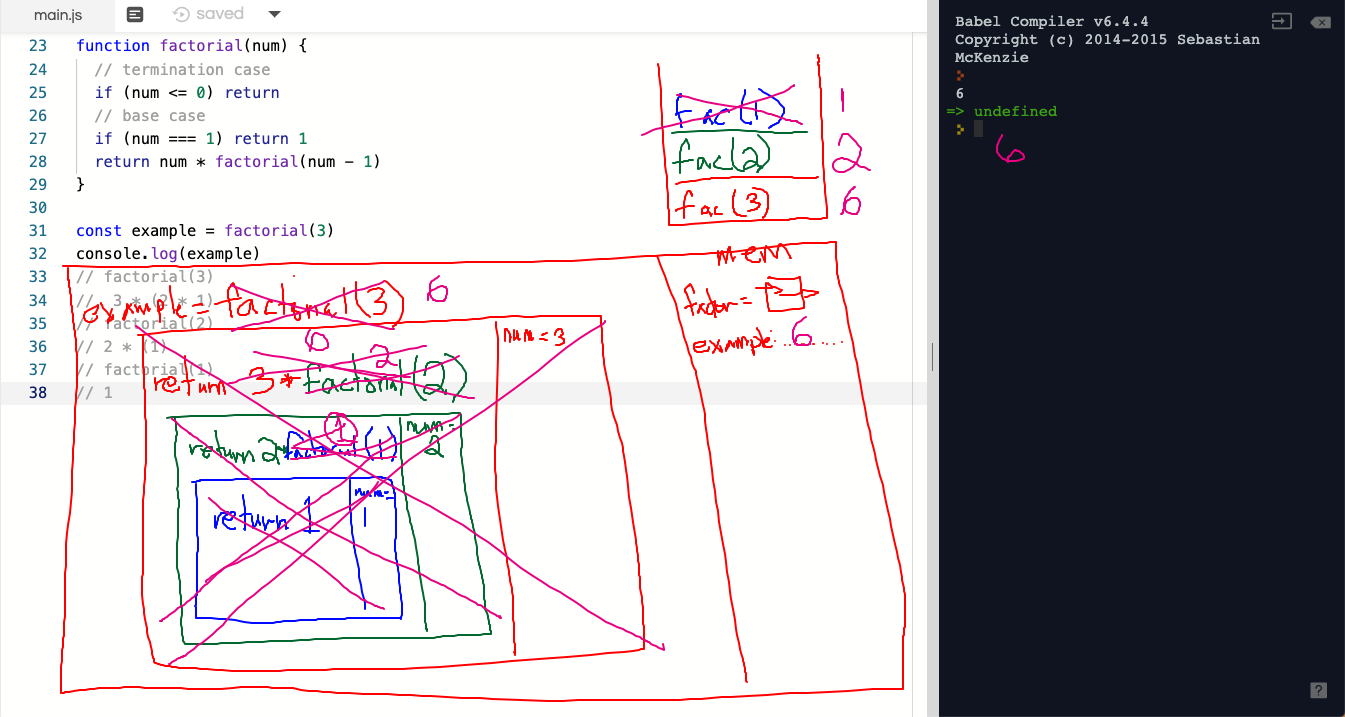 main.js
saved
23 function factorial(num) {
24 // termination case
25 if (num <= 0) return
26 // base case
27 if (num === 1) return 1
28 return num * factorial(num - 1)
29 }
30
31 const example = factorial(3)
32 console.log(example)
33 // factorial(3)
34 // 3 * (2 * 1)
35 // factorial(2)
36 // 2 * (1)
37 // factorial(1)
38 // 1
fac(1) 1
fac(2) 2
fac(3) 6
mem
example = factorial(3) 6
example: 6
num = 3
6
2
return 3 * factorial(2)
1
return 2 * factorial(1)
num =
2
return 1
num =
1
Babel Compiler v6.4.4
Copyright (c) 2014-2015 Sebastian
McKenzie
6
=> undefined
6
?